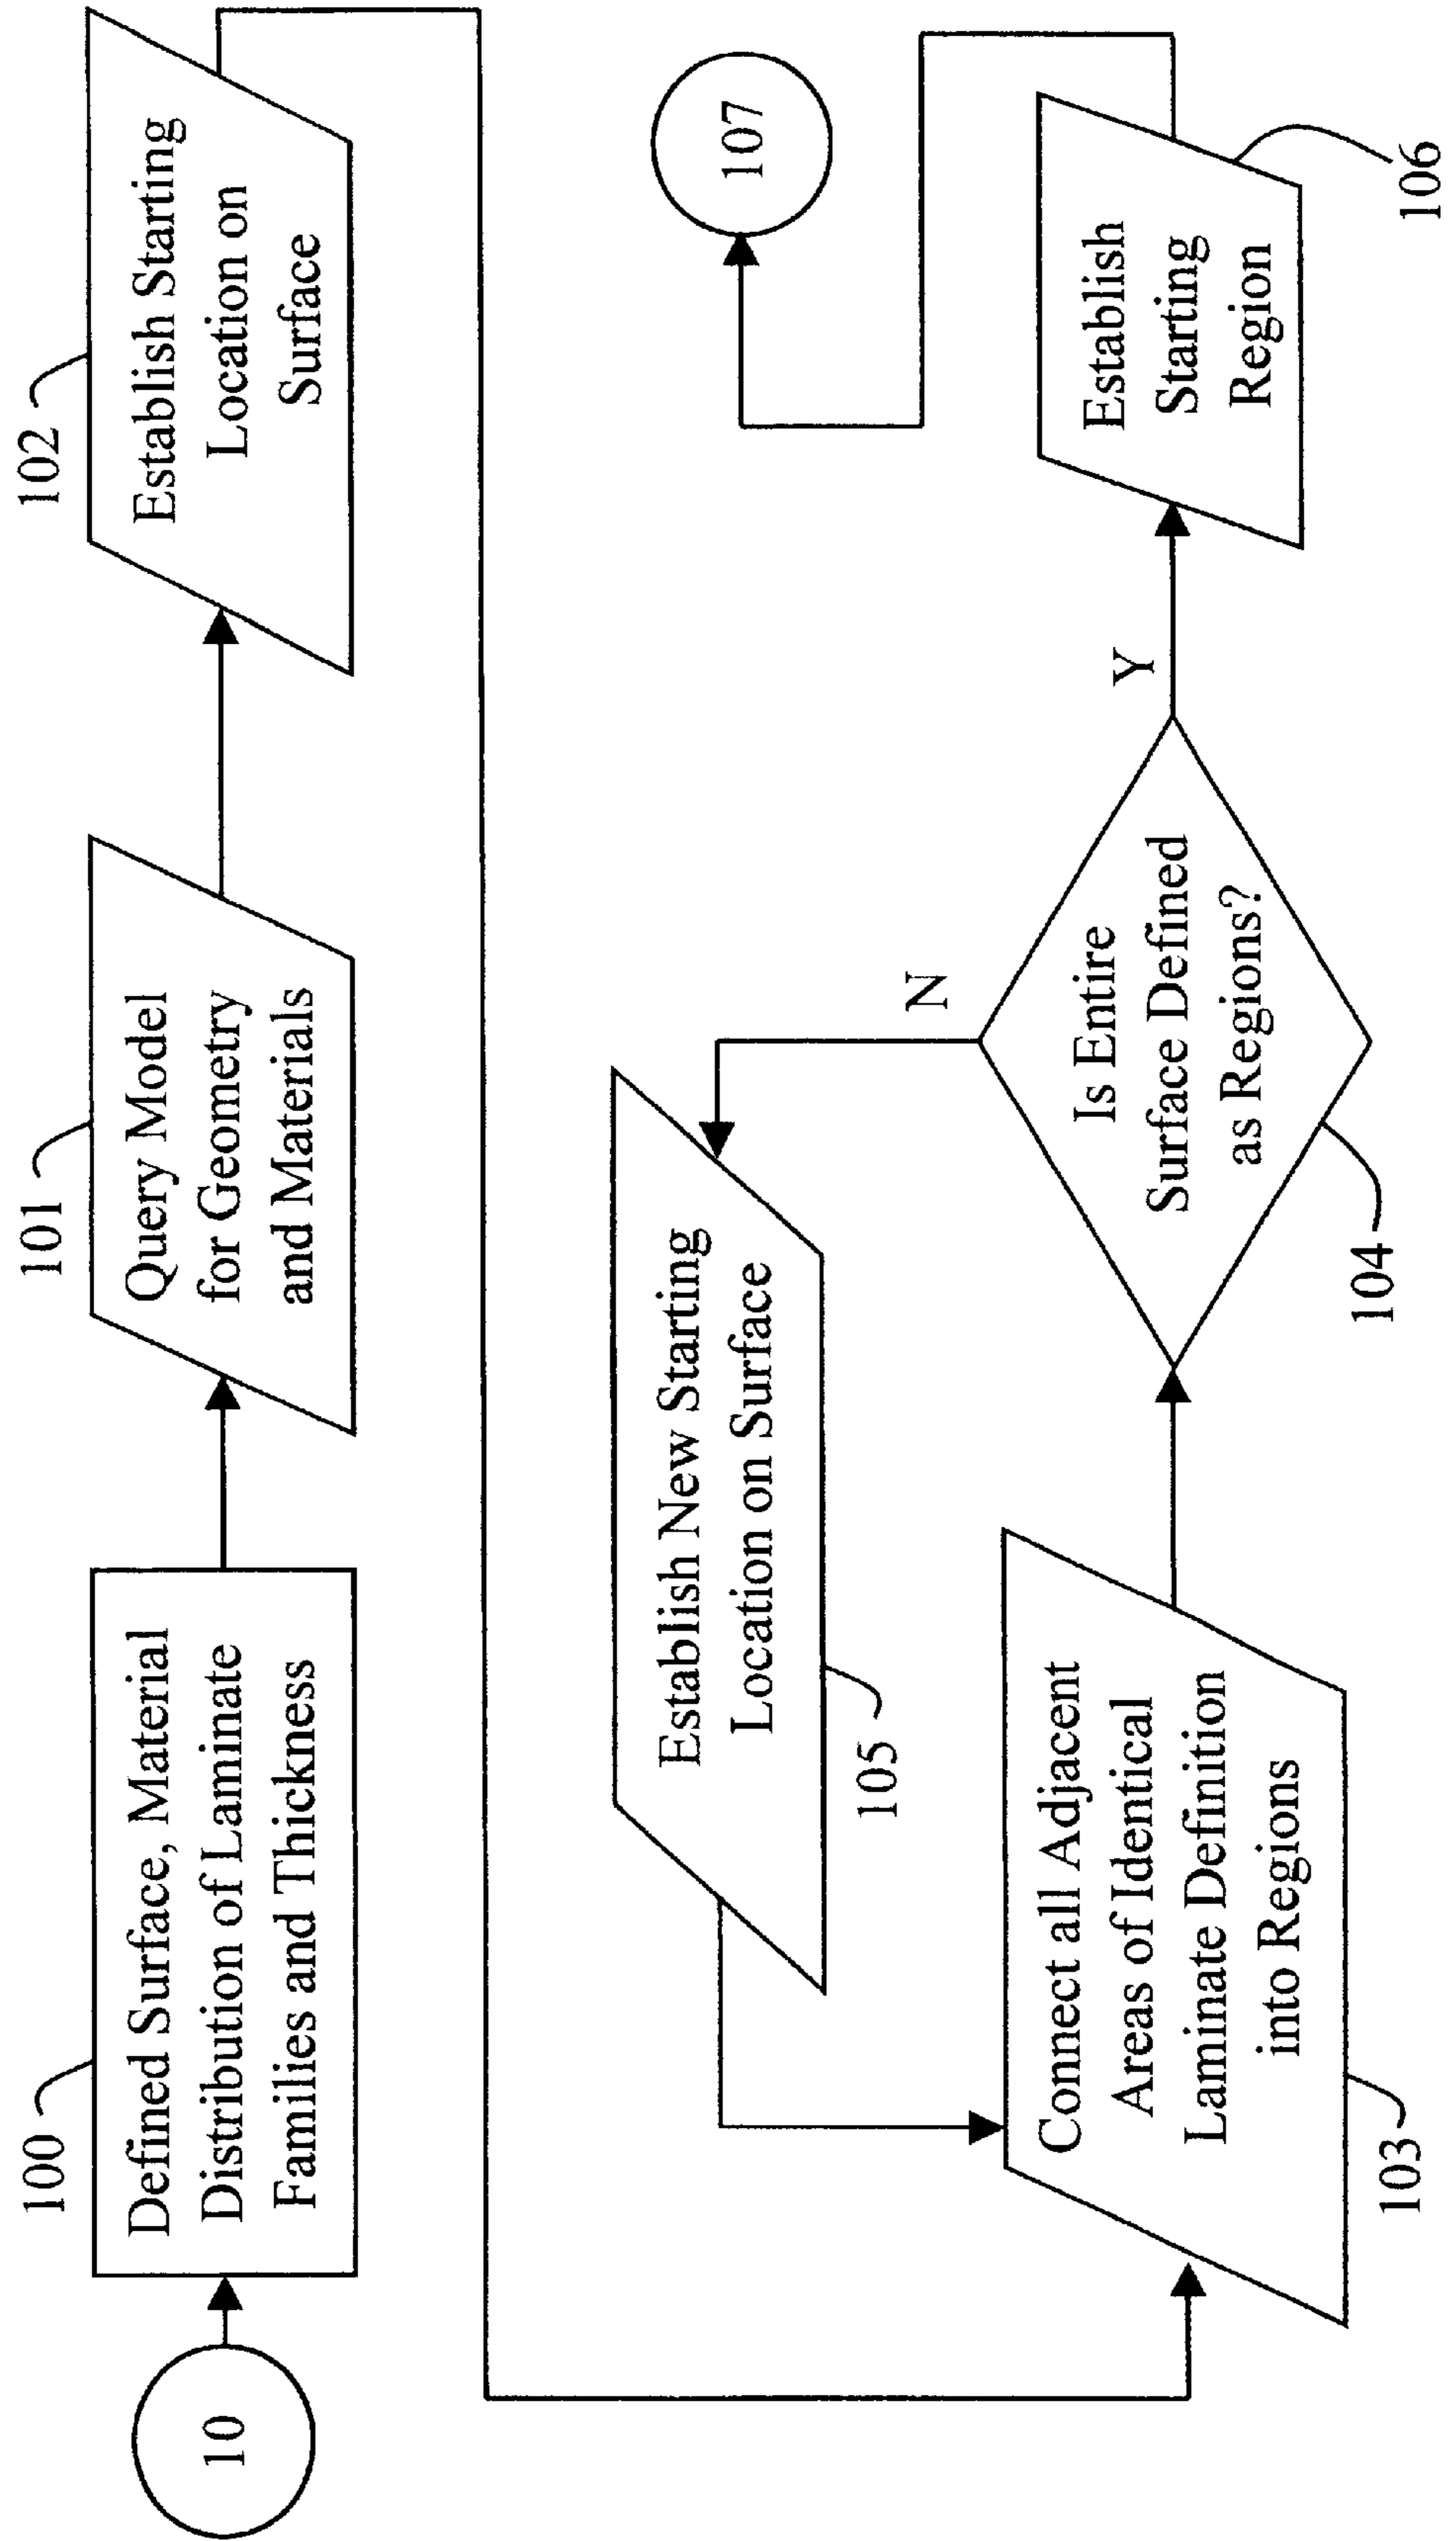 10
100
Defined Surface, Material
Distribution of Laminate
Families and Thickness
101
Query Model
for Geometry
and Materials
102
Establish Starting
Location on
Surface
103
Connect all Adjacent
Areas of Identical
Laminate Definition
into Regions
104
Is Entire
Surface Defined
as Regions?
N
Y
105
Establish New Starting
Location on Surface
106
Establish
Starting
Region
107